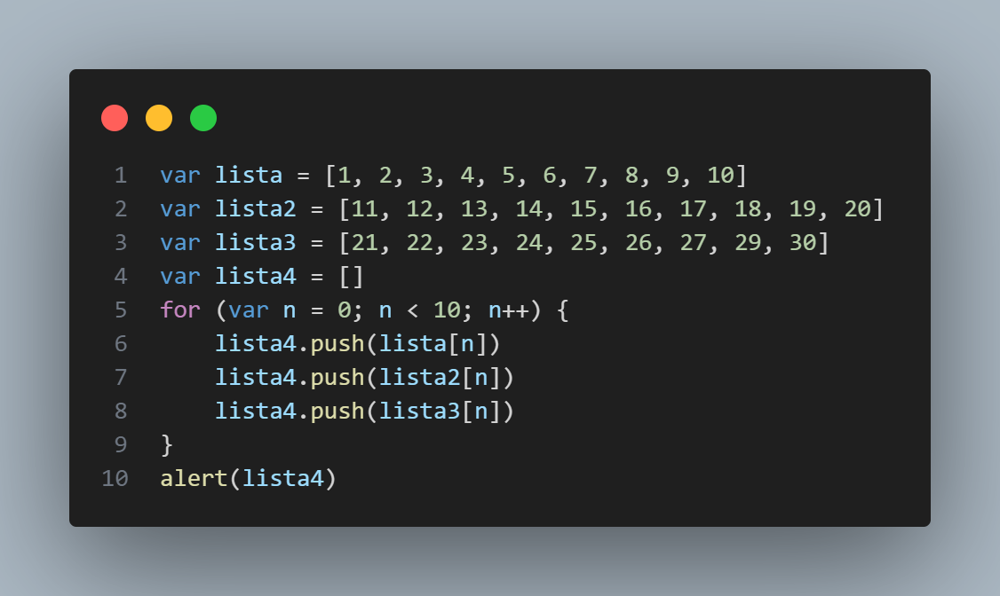 1 var lista = [1, 2, 3, 4, 5, 6, 7, 8, 9, 10]
2 var lista2 = [11, 12, 13, 14, 15, 16, 17, 18, 19, 20]
3 var lista3 = [21, 22, 23, 24, 25, 26, 27, 29, 30]
4 var lista4 = []
5 for (var n = 0; n < 10; n++) {
6     lista4.push(lista[n])
7     lista4.push(lista2[n])
8     lista4.push(lista3[n])
9 }
10 alert(lista4)